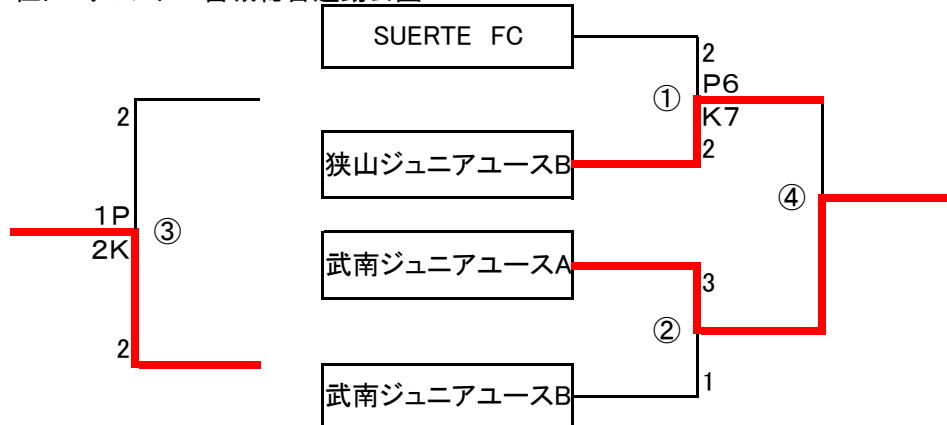 SUERTE FC
2
P6
①
K7
2
2
狭山ジュニアユースB
④
1P
③
2K
武南ジュニアユースA
3
②
2
1
武南ジュニアユースB